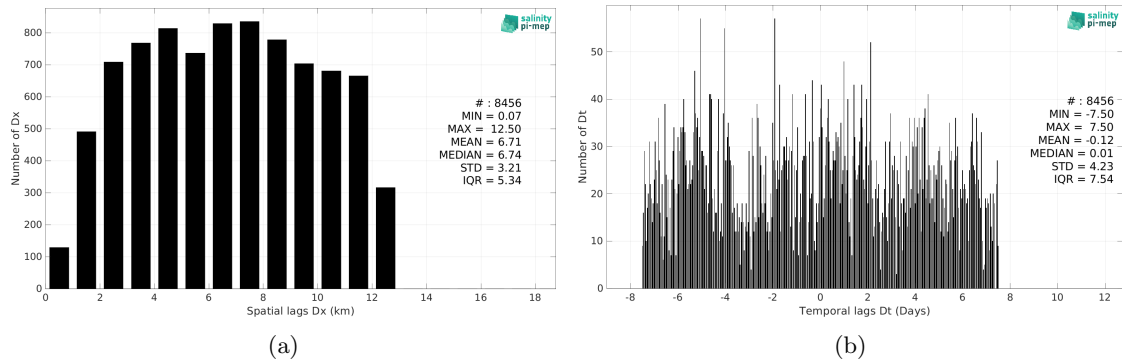 salinity
pi-mep
800
700
600
500
400
300
200
100
0
Number of Dx
# : 8456
MIN = 0.07
MAX = 12.50
MEAN = 6.71
MEDIAN = 6.74
STD = 3.21
IQR = 5.34
0 2 4 6 8 10 12 14 16 18
Spatial lags Dx (km)
(a)
salinity
pi-mep
50
40
30
20
10
0
Number of Dt
# : 8456
MIN = -7.50
MAX = 7.50
MEAN = -0.12
MEDIAN = 0.01
STD = 4.23
IQR = 7.54
-8 -6 -4 -2 0 2 4 6 8 10 12
Temporal lags Dt (Days)
(b)